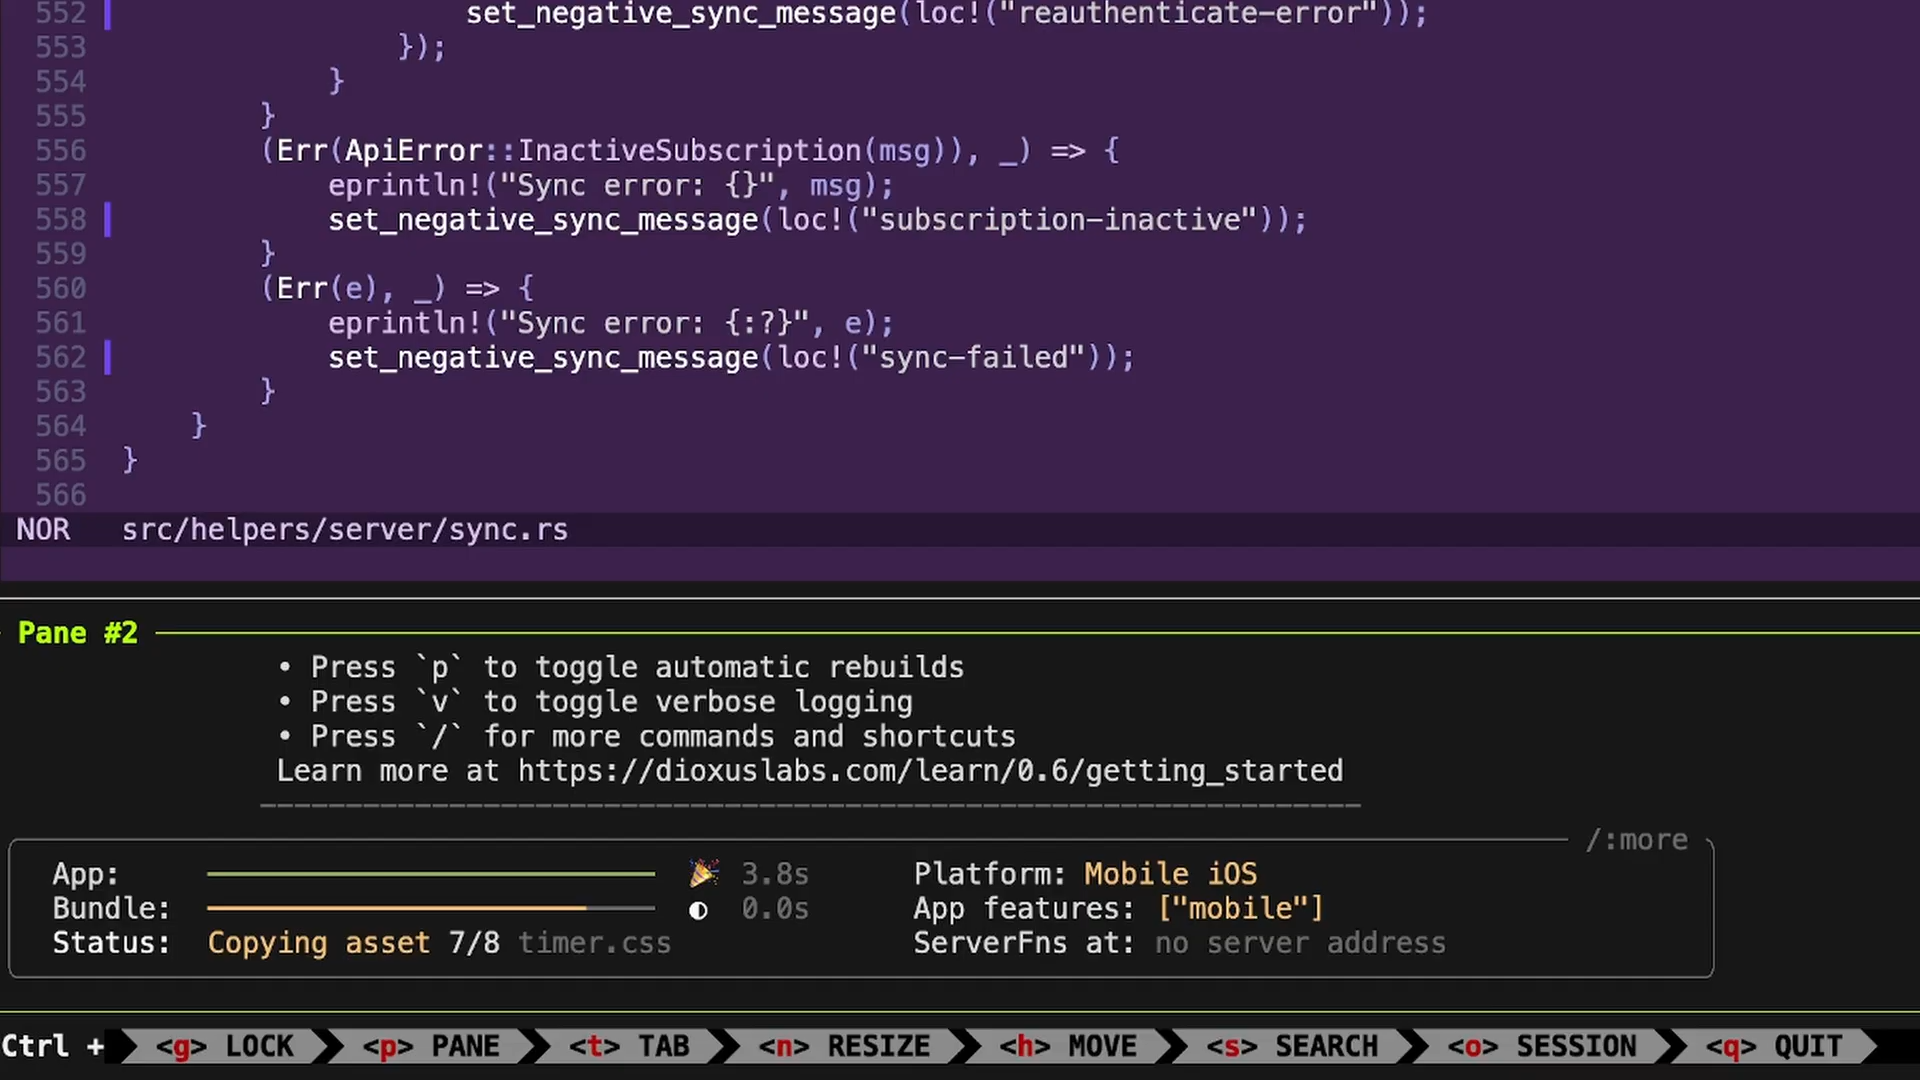 552 set_negative_sync_message(loc!("reauthenticate-error"));
553 });
554 }
555 }
556 (Err(ApiError::InactiveSubscription(msg)), _) => {
557 eprintln!("Sync error: {}", msg);
558 set_negative_sync_message(loc!("subscription-inactive"));
559 }
560 (Err(e), _) => {
561 eprintln!("Sync error: {:?}", e);
562 set_negative_sync_message(loc!("sync-failed"));
563 }
564 }
565 }
566
NOR src/helpers/server/sync.rs
Pane #2
• Press `p` to toggle automatic rebuilds
• Press `v` to toggle verbose logging
• Press `/` for more commands and shortcuts
Learn more at https://dioxuslabs.com/learn/0.6/getting_started
/:more
App: 🎉 3.8s Platform: Mobile iOS
Bundle: 0.0s App features: ["mobile"]
Status: Copying asset 7/8 timer.css ServerFns at: no server address
Ctrl + <g> LOCK <p> PANE <t> TAB <n> RESIZE <h> MOVE <s> SEARCH <o> SESSION <q> QUIT